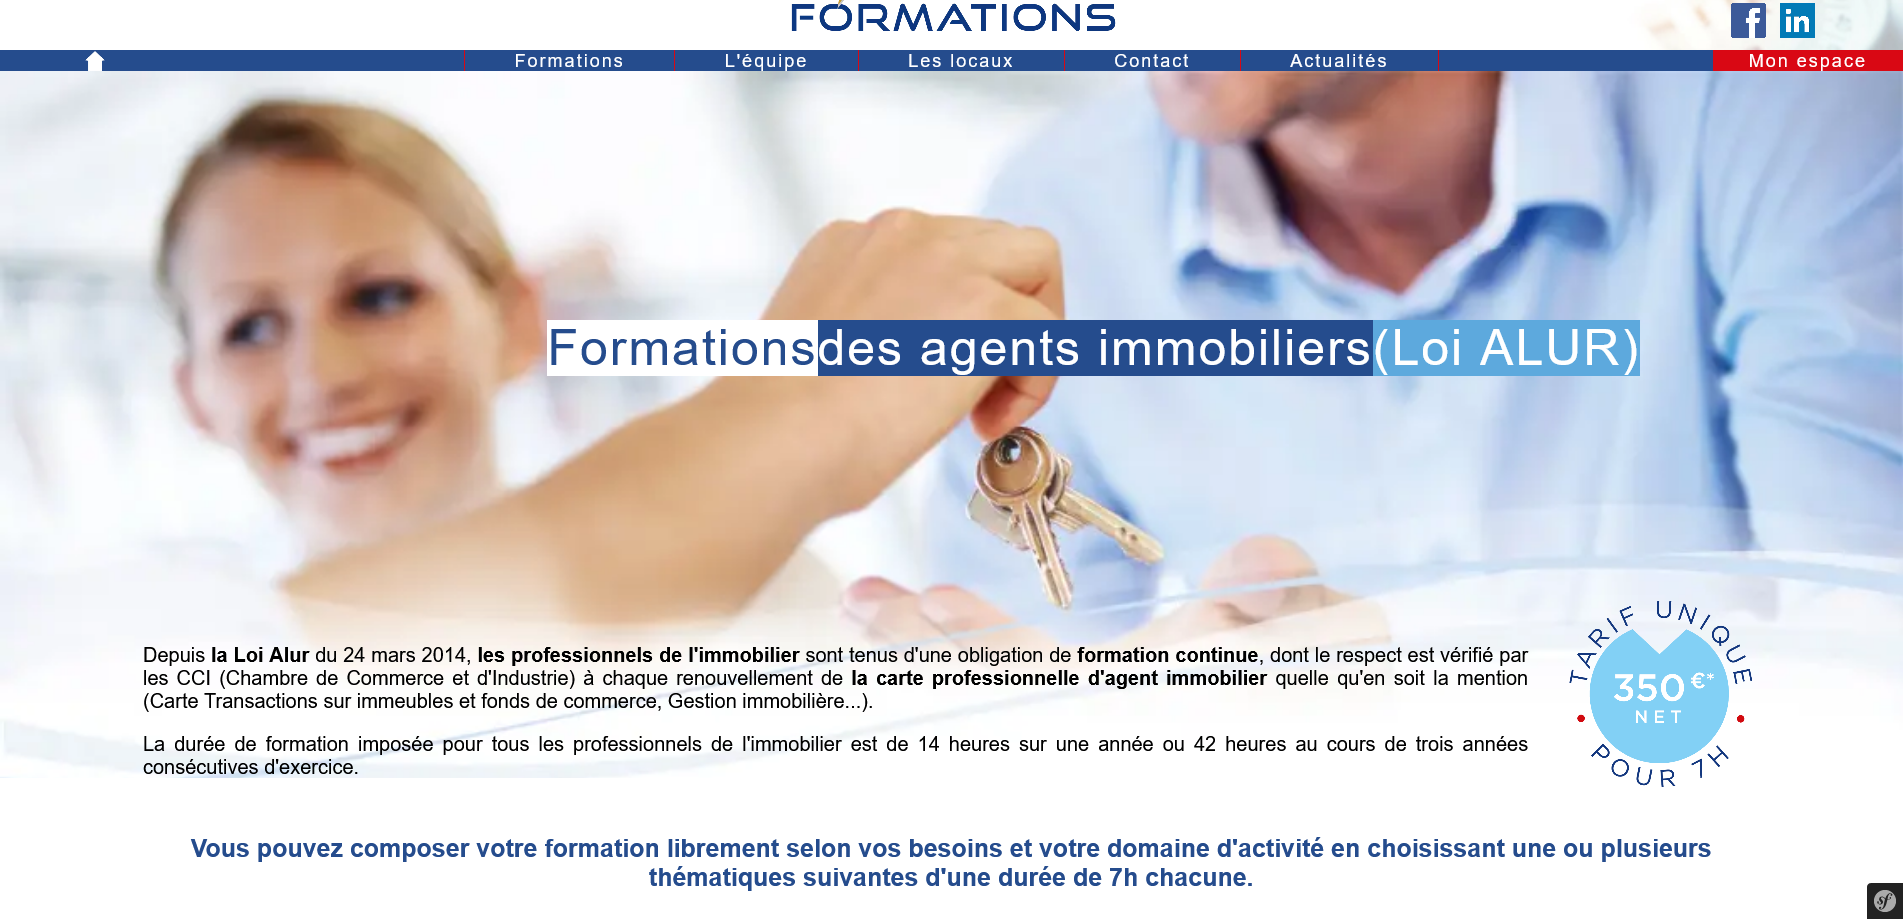 FORMATIONS
Formations
L'équipe
Les locaux
Contact
Actualités
Mon espace
Formations des agents immobiliers (Loi ALUR)
Depuis la Loi Alur du 24 mars 2014, les professionnels de l'immobilier sont tenus d'une obligation de formation continue, dont le respect est vérifié par
les CCI (Chambre de Commerce et d'Industrie) à chaque renouvellement de la carte professionnelle d'agent immobilier quelle qu'en soit la mention
(Carte Transactions sur immeubles et fonds de commerce, Gestion immobilière...).
La durée de formation imposée pour tous les professionnels de l'immobilier est de 14 heures sur une année ou 42 heures au cours de trois années
consécutives d'exercice.
TARIF UNIQUE
350 €*
NET
POUR 7H
Vous pouvez composer votre formation librement selon vos besoins et votre domaine d'activité en choisissant une ou plusieurs
thématiques suivantes d'une durée de 7h chacune.